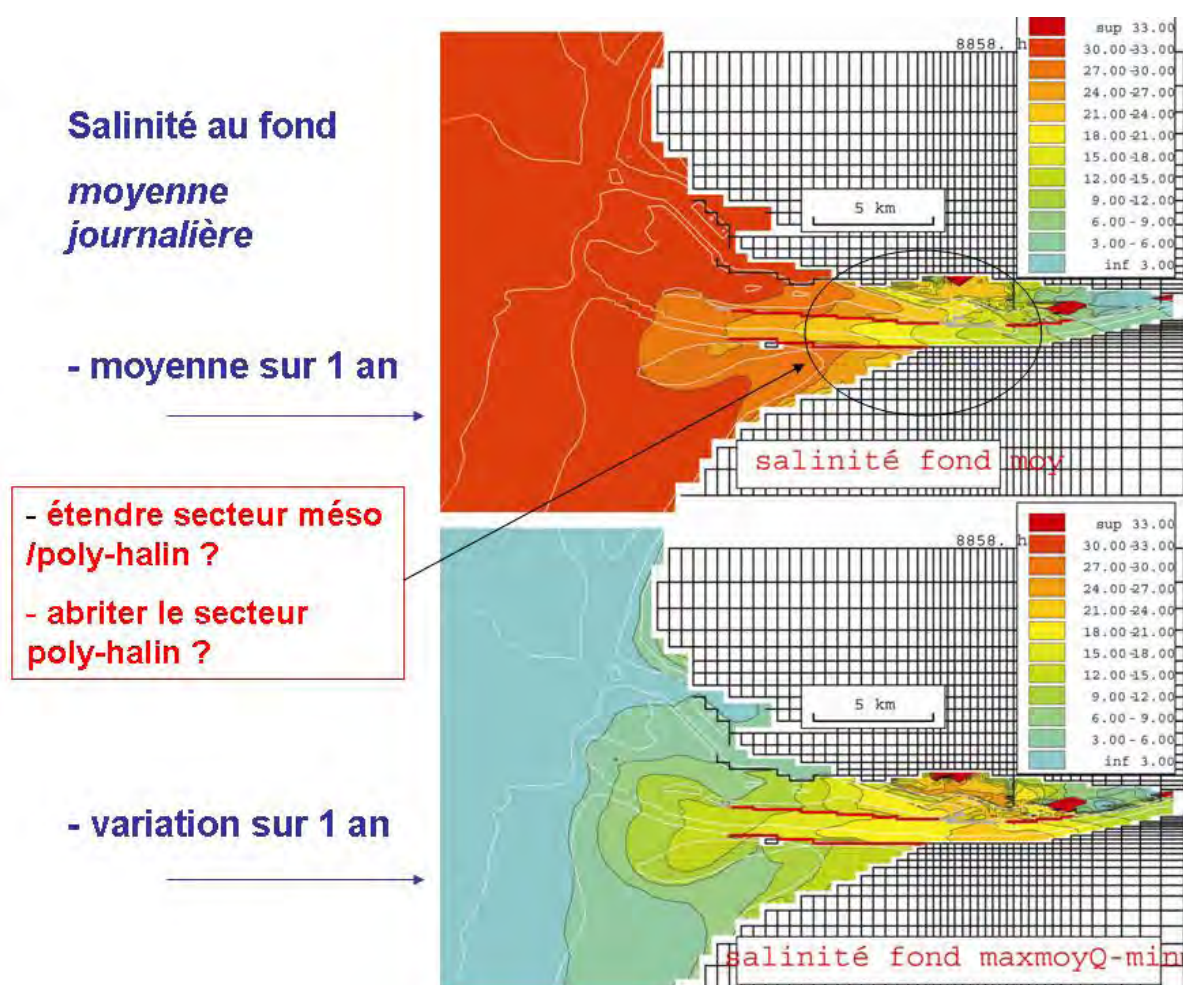 Salinité au fond
moyenne
journalière
- moyenne sur 1 an
- étendre secteur méso
/poly-halin ?
- abriter le secteur
poly-halin ?
- variation sur 1 an
8858. h
sup 33.00
30.00-33.00
27.00-30.00
24.00-27.00
21.00-24.00
18.00-21.00
15.00-18.00
12.00-15.00
9.00-12.00
6.00-9.00
3.00-6.00
inf 3.00
5 km
salinité fond moy
8858. h
sup 33.00
30.00-33.00
27.00-30.00
24.00-27.00
21.00-24.00
18.00-21.00
15.00-18.00
12.00-15.00
9.00-12.00
6.00-9.00
3.00-6.00
inf 3.00
5 km
salinité fond maxmoyQ-min